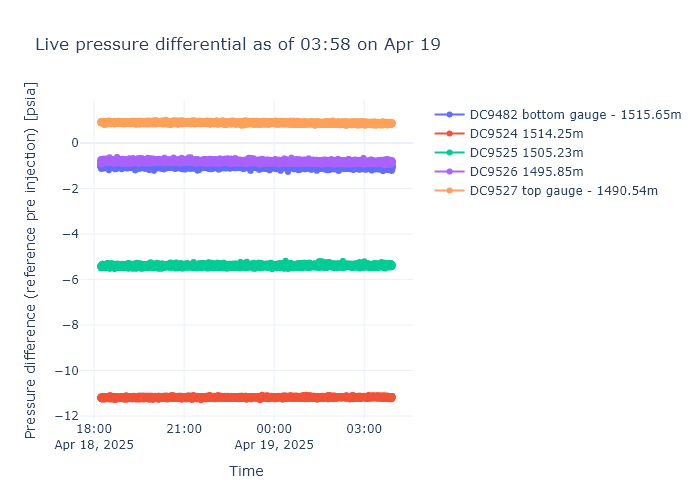 Live pressure differential as of 03:58 on Apr 19
Pressure difference (reference pre injection) [psia]
0
−2
−4
−6
−8
−10
−12
18:00
Apr 18, 2025
21:00
00:00
Apr 19, 2025
03:00
Time
DC9482 bottom gauge - 1515.65m
DC9524 1514.25m
DC9525 1505.23m
DC9526 1495.85m
DC9527 top gauge - 1490.54m